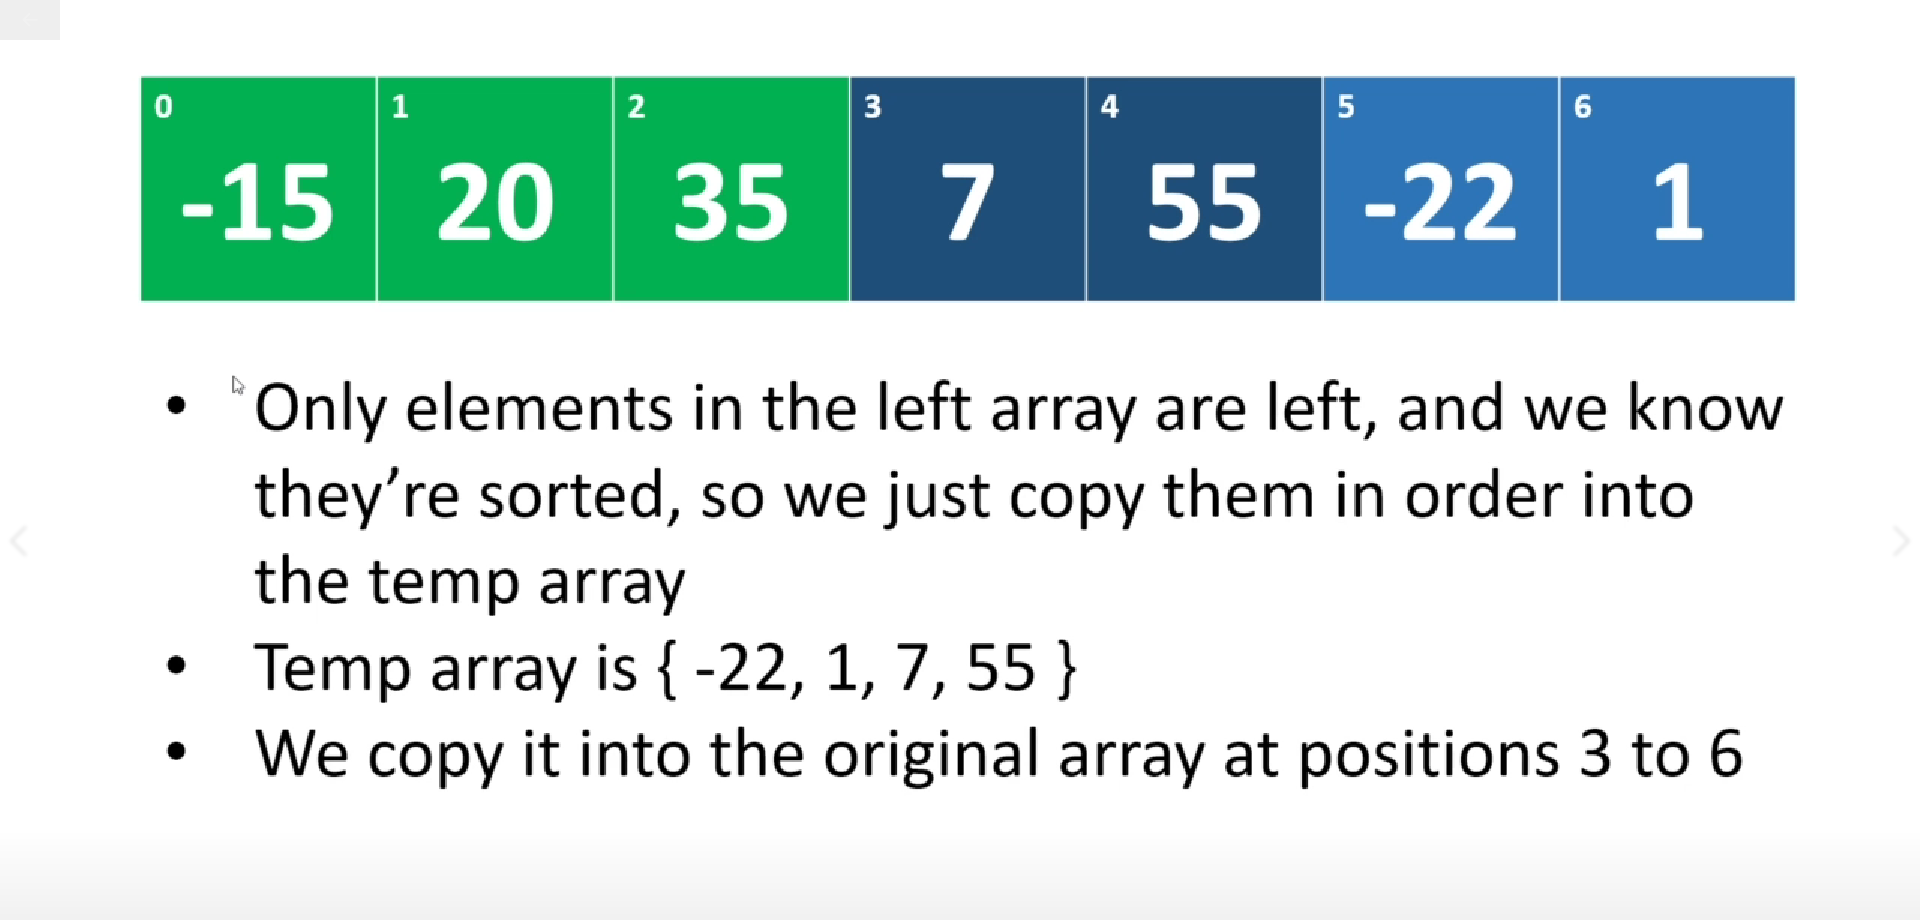 0 1 2 3 4 5 6
-15 20 35 7 55 -22 1
• Only elements in the left array are left, and we know
they’re sorted, so we just copy them in order into
the temp array
• Temp array is { -22, 1, 7, 55 }
• We copy it into the original array at positions 3 to 6